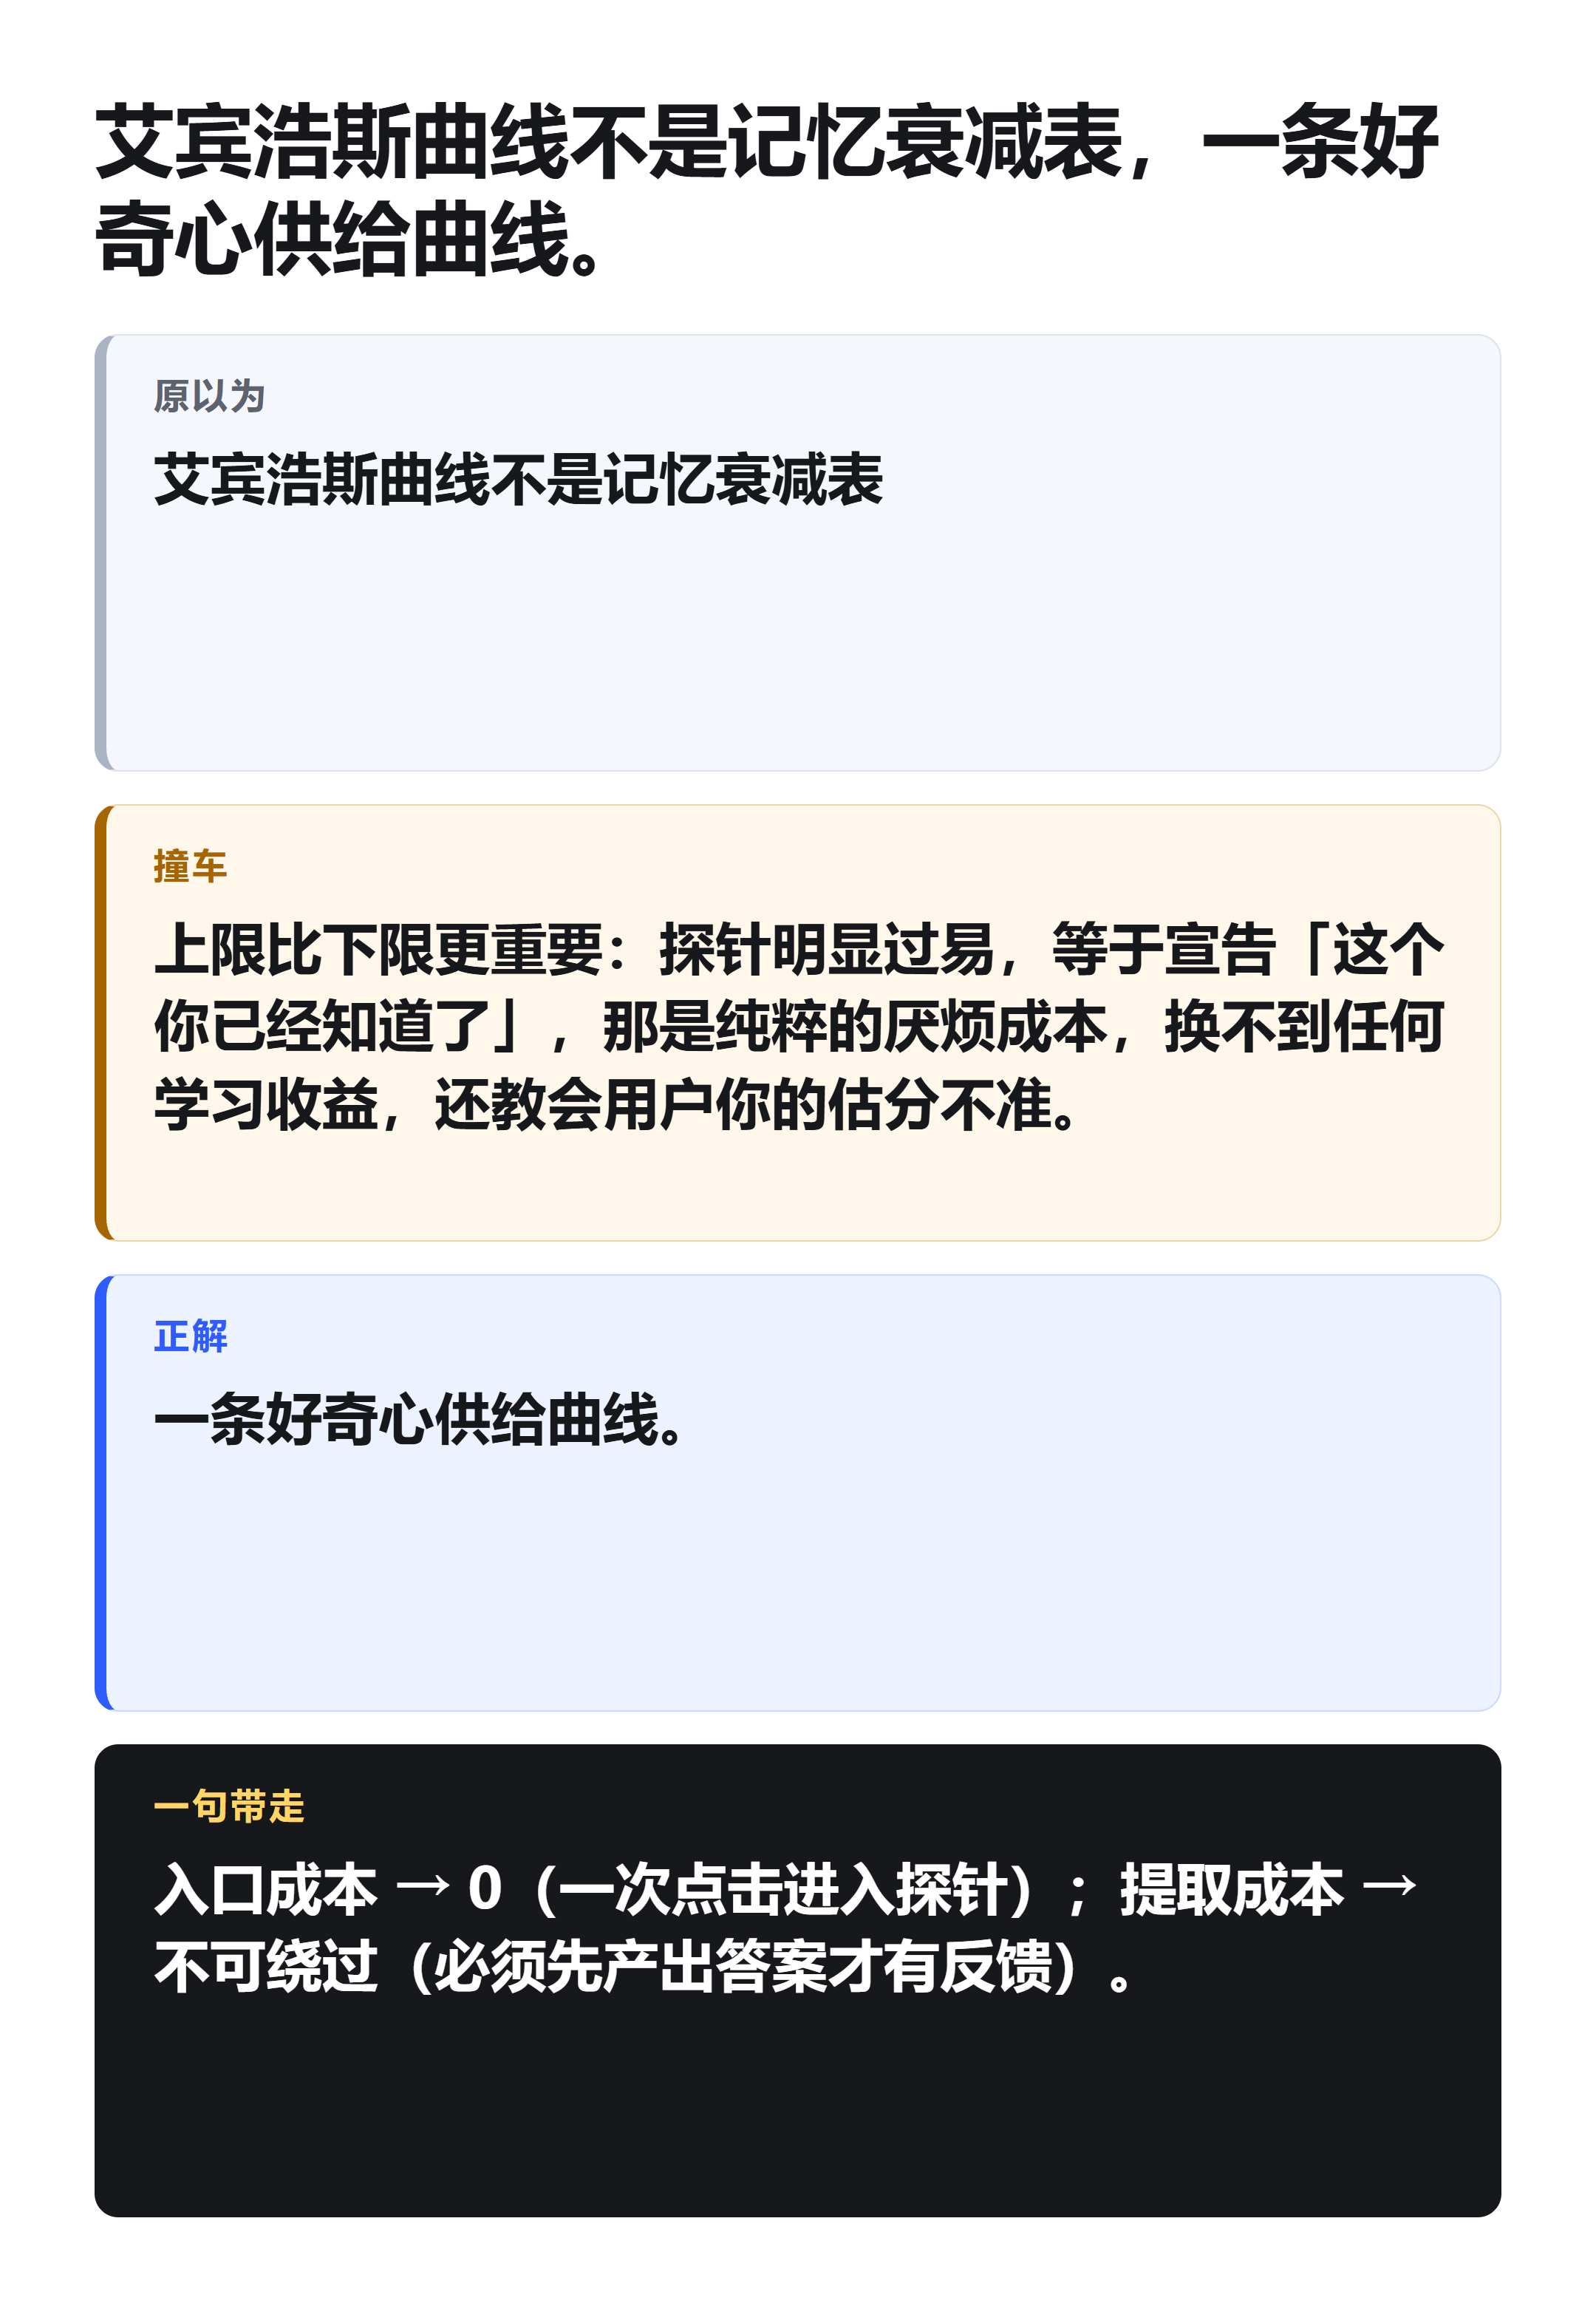 艾宾浩斯曲线不是记忆衰减表，一条好
奇心供给曲线。
原以为
艾宾浩斯曲线不是记忆衰减表
撞车
上限比下限更重要：探针明显过易，等于宣告「这个
你已经知道了」，那是纯粹的厌烦成本，换不到任何
学习收益，还教会用户你的估分不准。
正解
一条好奇心供给曲线。
一句带走
入口成本 → 0（一次点击进入探针）；提取成本 →
不可绕过（必须先产出答案才有反馈）。